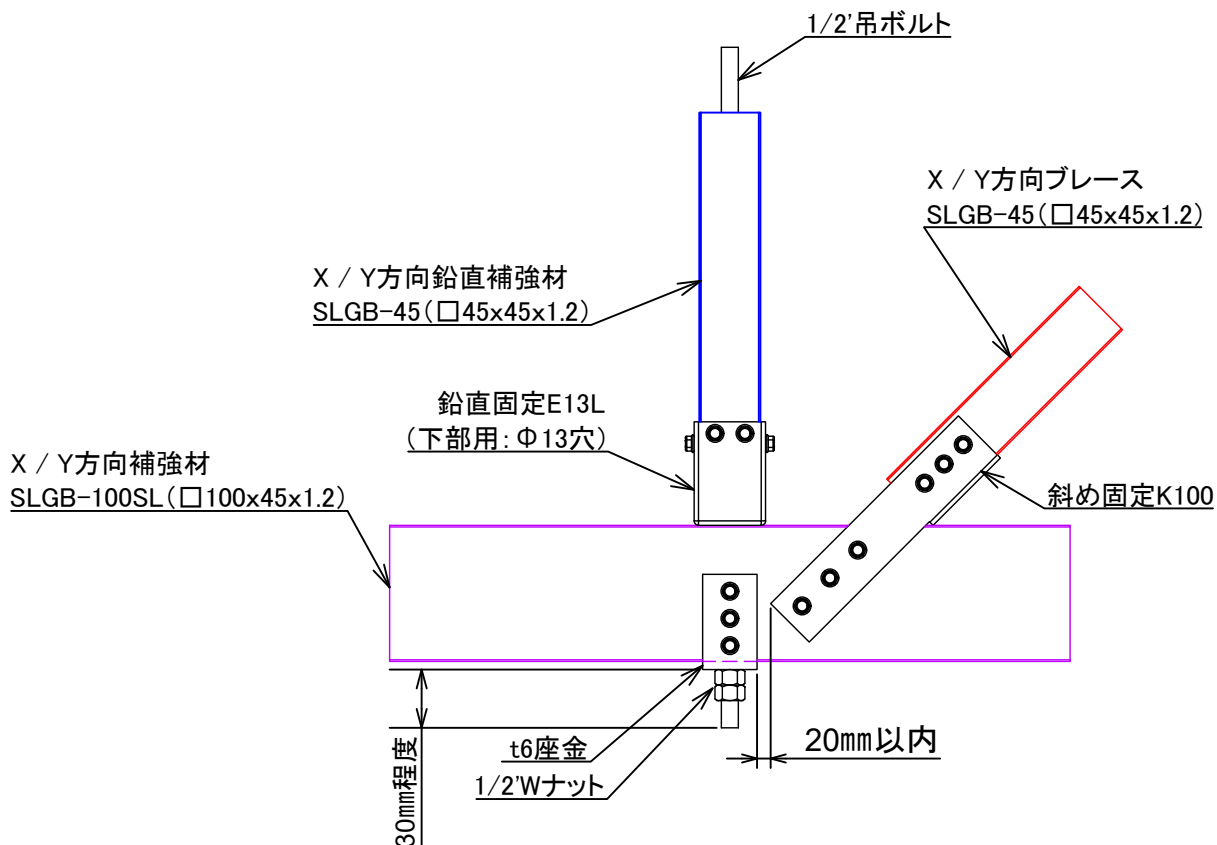 1/2'吊ボルト
X / Y方向ブレース
SLGB-45(□45x45x1.2)
X / Y方向鉛直補強材
SLGB-45(□45x45x1.2)
鉛直固定E13L
(下部用：Φ13穴)
X / Y方向補強材
SLGB-100SL(□100x45x1.2)
斜め固定K100
20㎜以内
t6座金
1/2'Wナット
30㎜程度